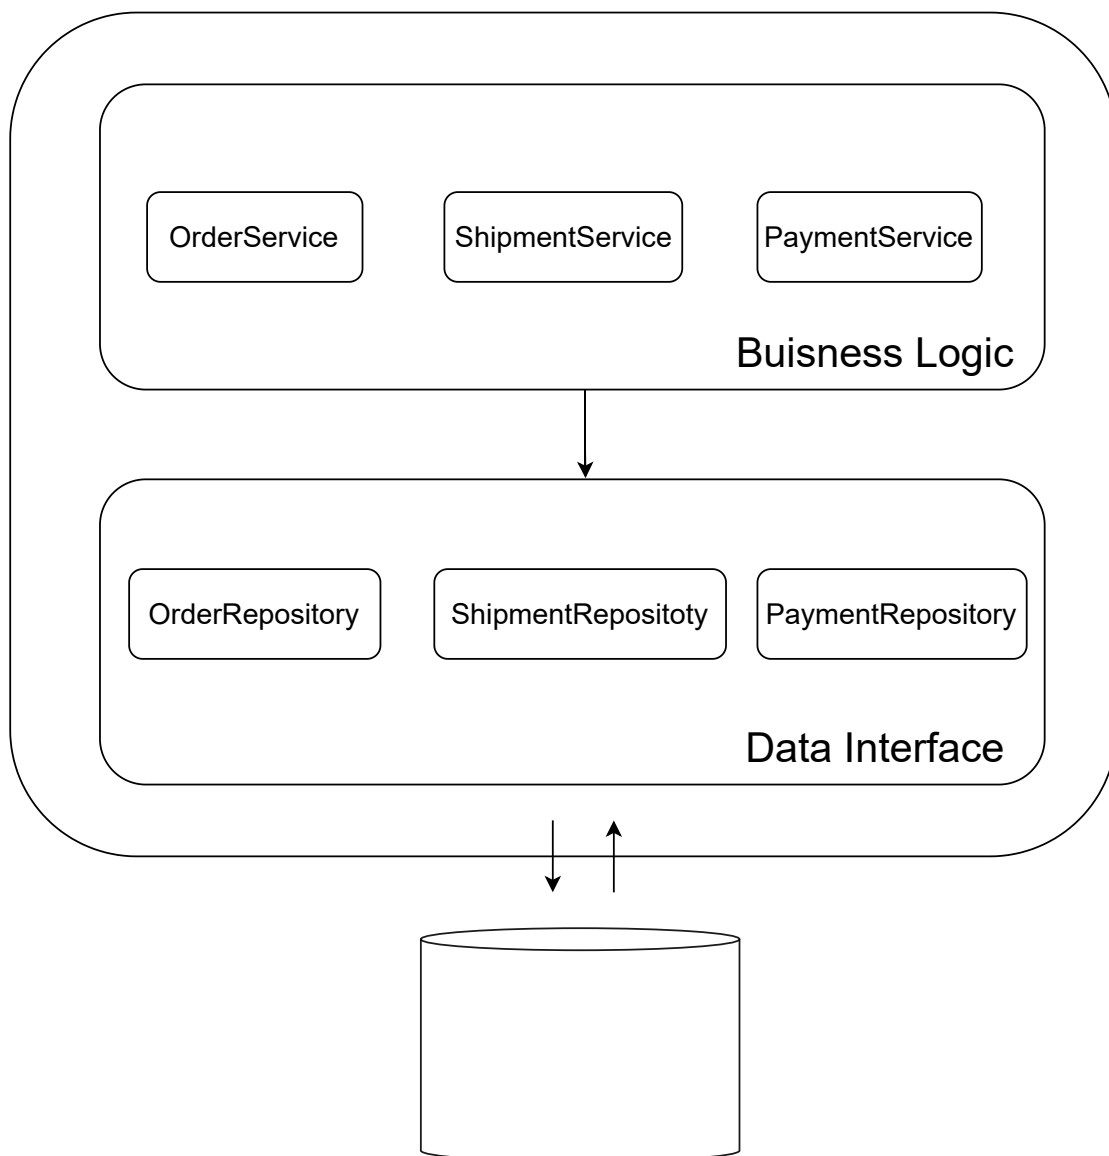 OrderService
ShipmentService
PaymentService
Buisness Logic
OrderRepository
ShipmentRepositoty
PaymentRepository
Data Interface